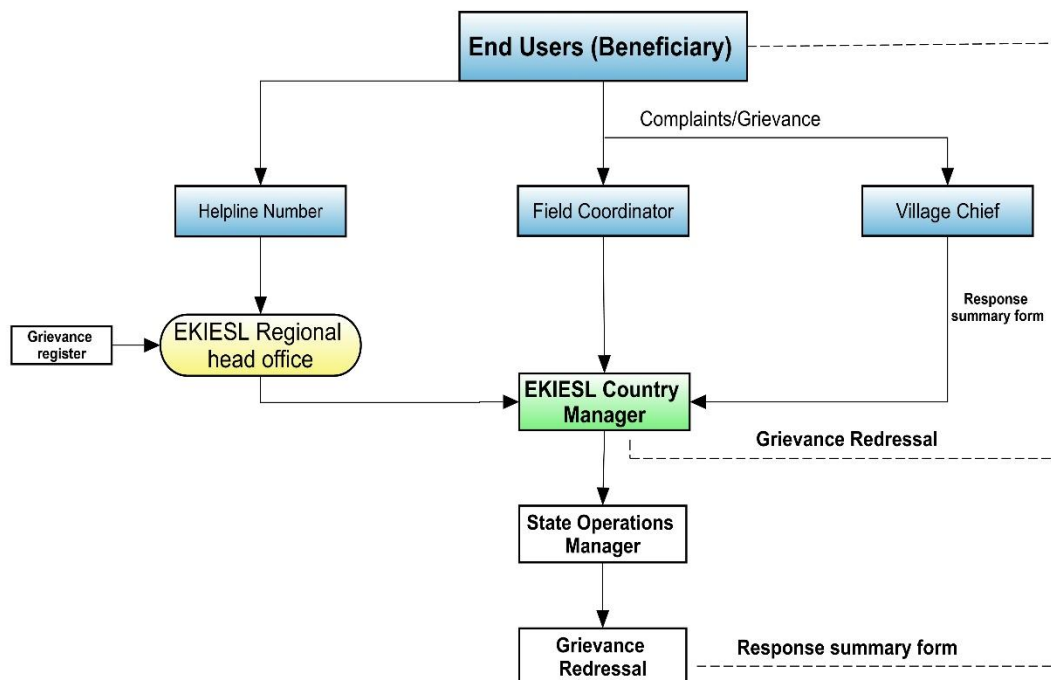 End Users (Beneficiary)
Complaints/Grievance
Helpline Number
Field Coordinator
Village Chief
Response
summary form
Grievance
register
EKIESL Regional
head office
EKIESL Country
Manager
Grievance Redressal
State Operations
Manager
Grievance
Redressal
Response summary form